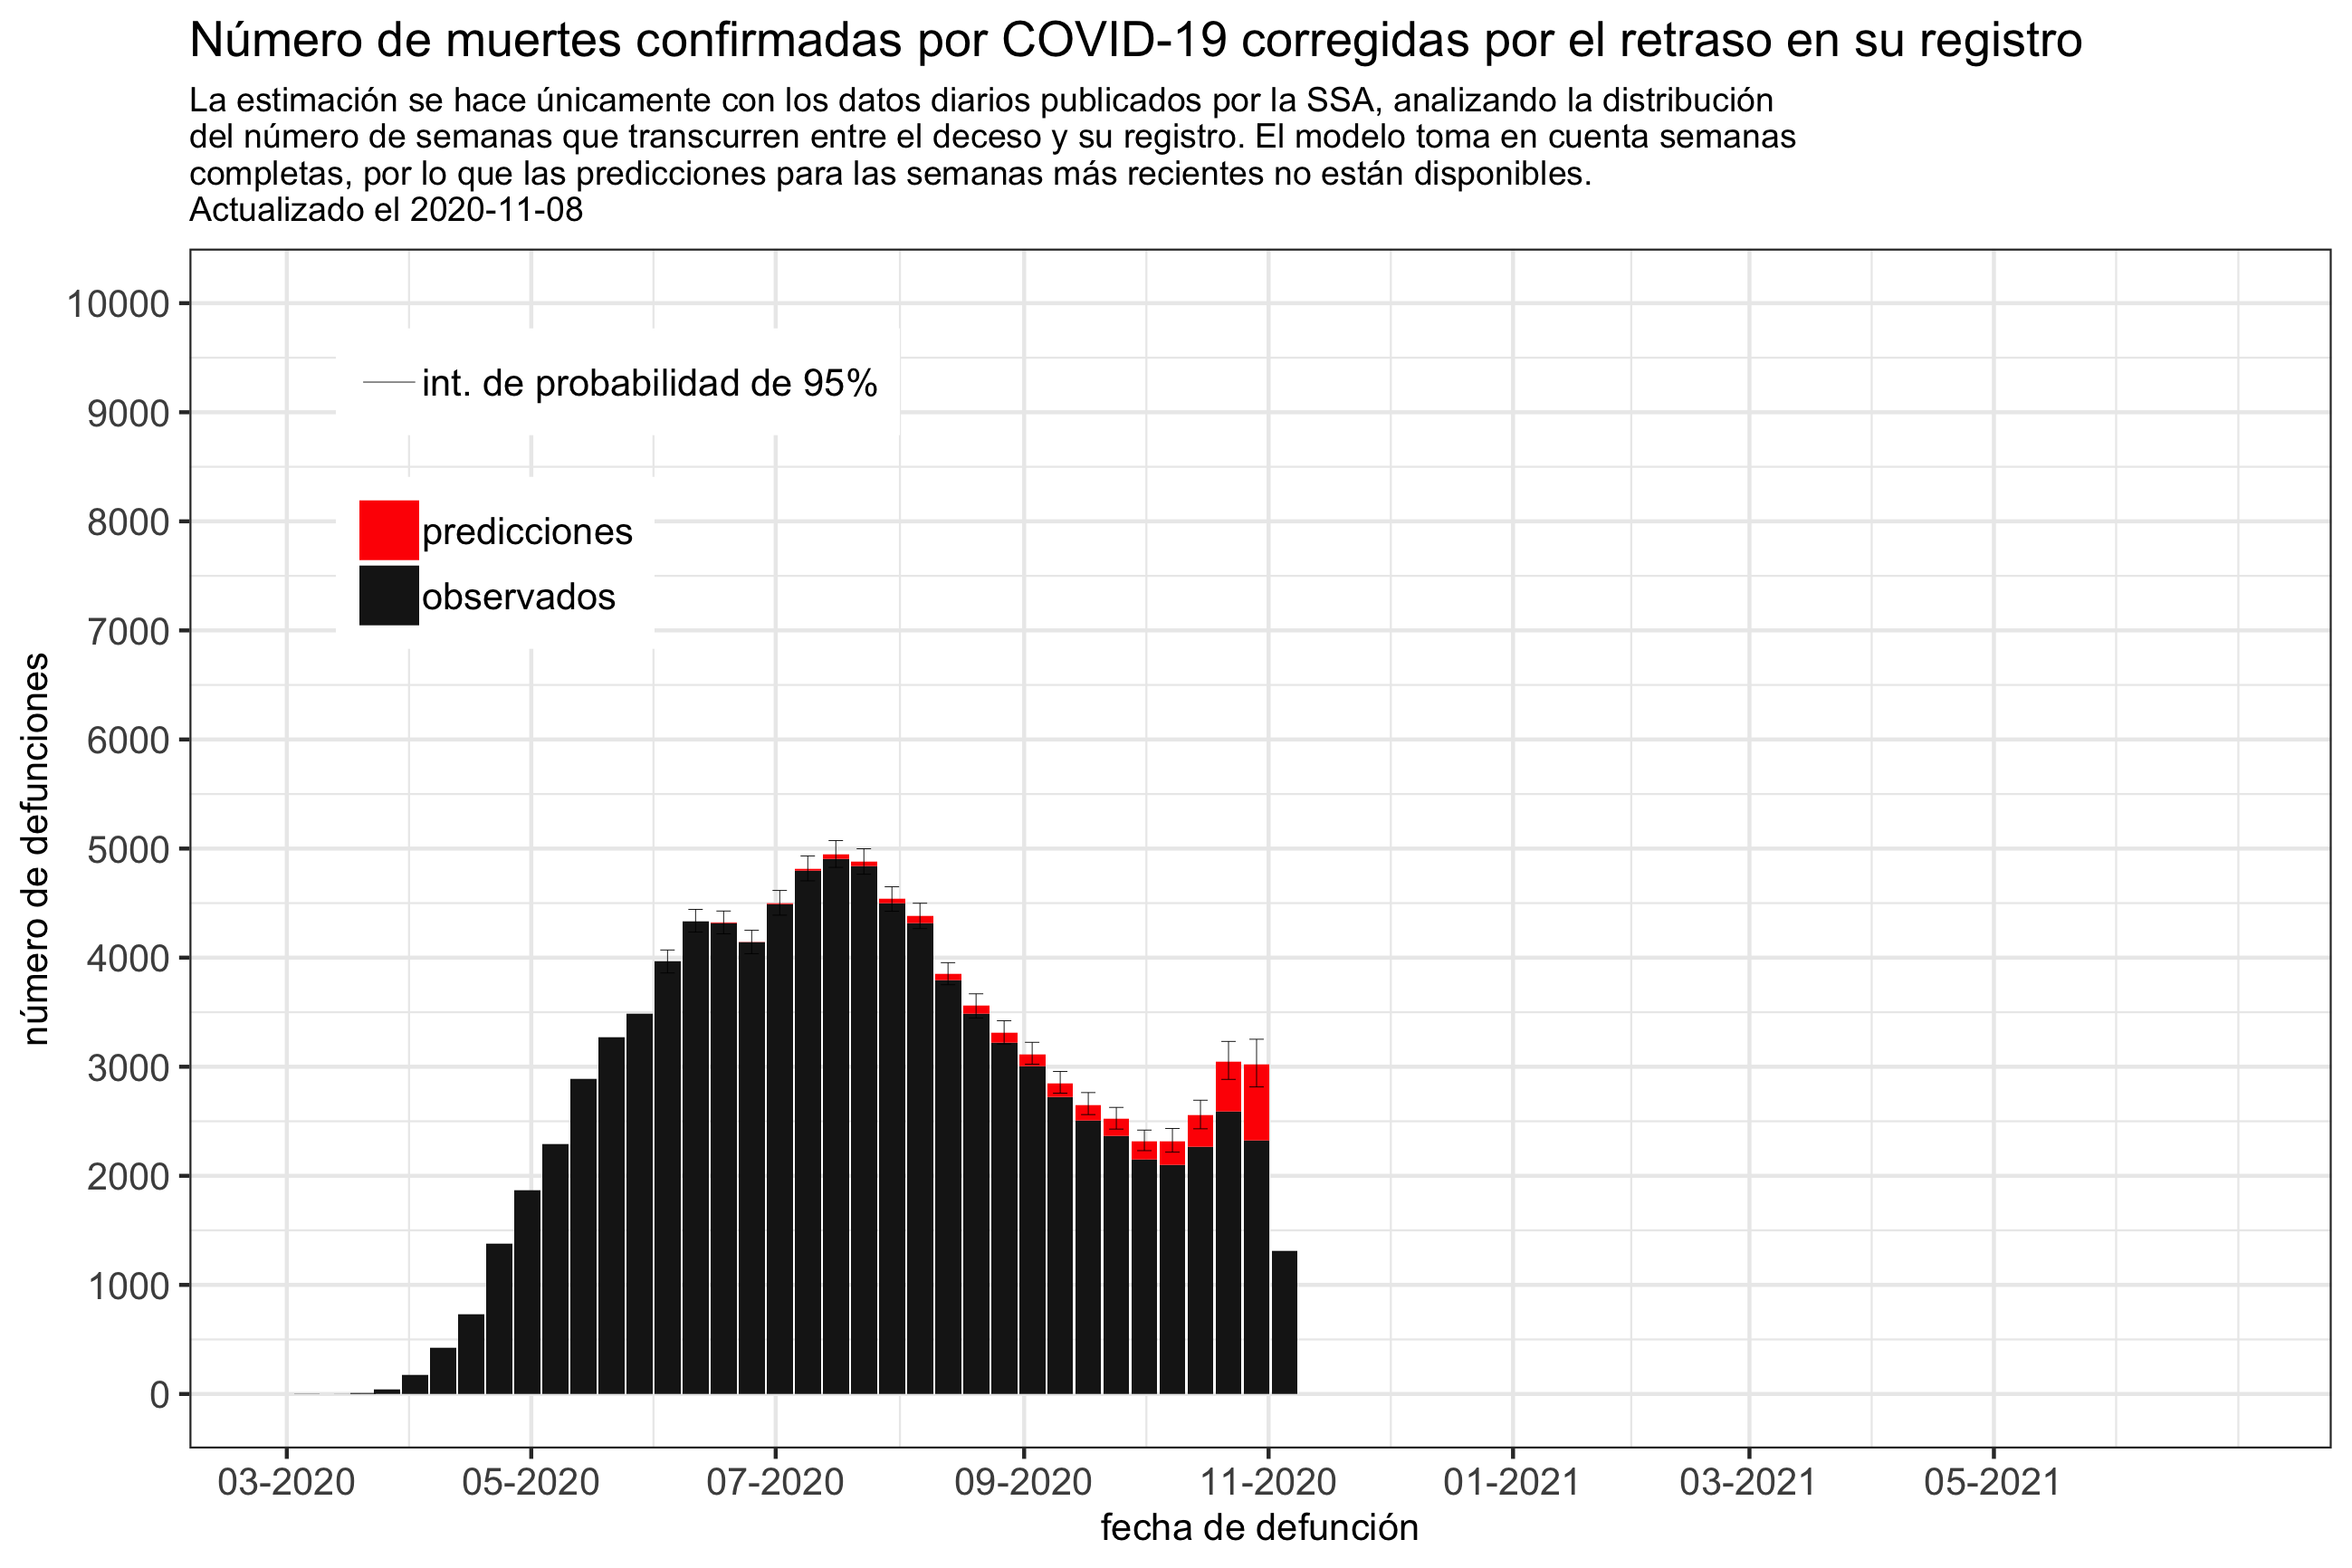 Número de muertes confirmadas por COVID-19 corregidas por el retraso en su registro
La estimación se hace únicamente con los datos diarios publicados por la SSA, analizando la distribución
del número de semanas que transcurren entre el deceso y su registro. El modelo toma en cuenta semanas
completas, por lo que las predicciones para las semanas más recientes no están disponibles.
Actualizado el 2020-11-08
int. de probabilidad de 95%
predicciones
observados
número de defunciones
10000
9000
8000
7000
6000
5000
4000
3000
2000
1000
0
03-2020 05-2020 07-2020 09-2020 11-2020 01-2021 03-2021 05-2021
fecha de defunción